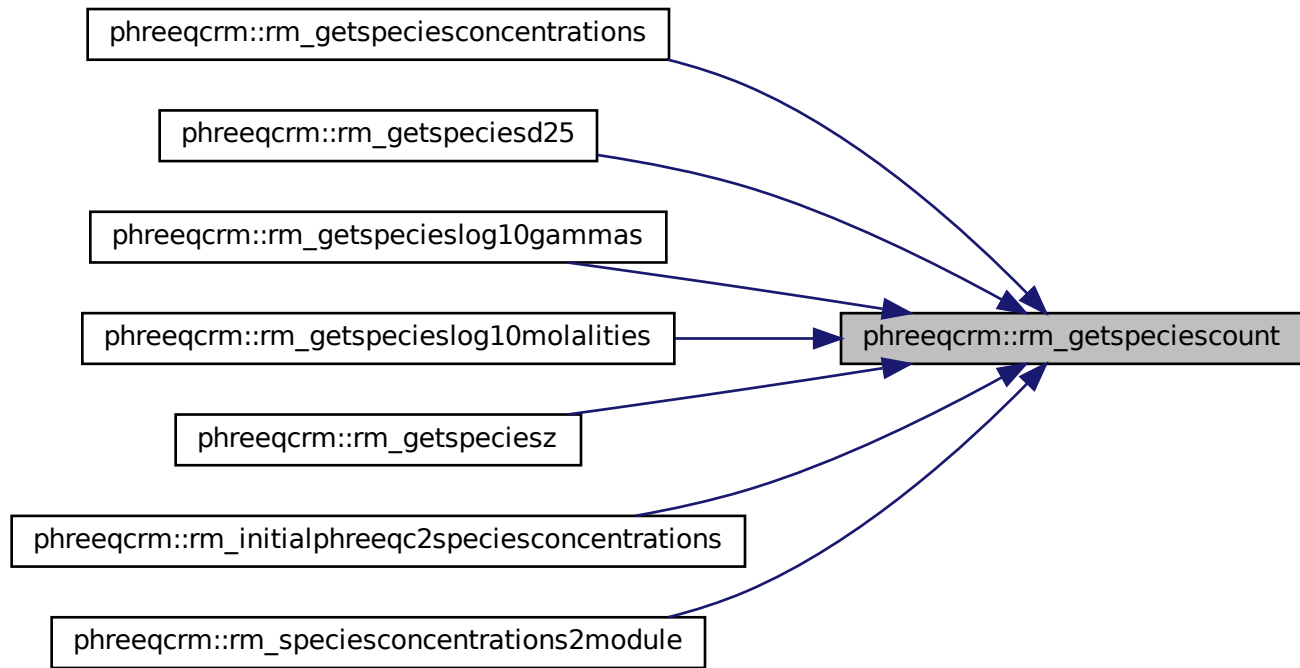 phreeqcrm::rm_getspeciesconcentrations
phreeqcrm::rm_getspeciesd25
phreeqcrm::rm_getspecieslog10gammas
phreeqcrm::rm_getspecieslog10molalities
phreeqcrm::rm_getspeciescount
phreeqcrm::rm_getspeciesz
phreeqcrm::rm_initialphreeqc2speciesconcentrations
phreeqcrm::rm_speciesconcentrations2module